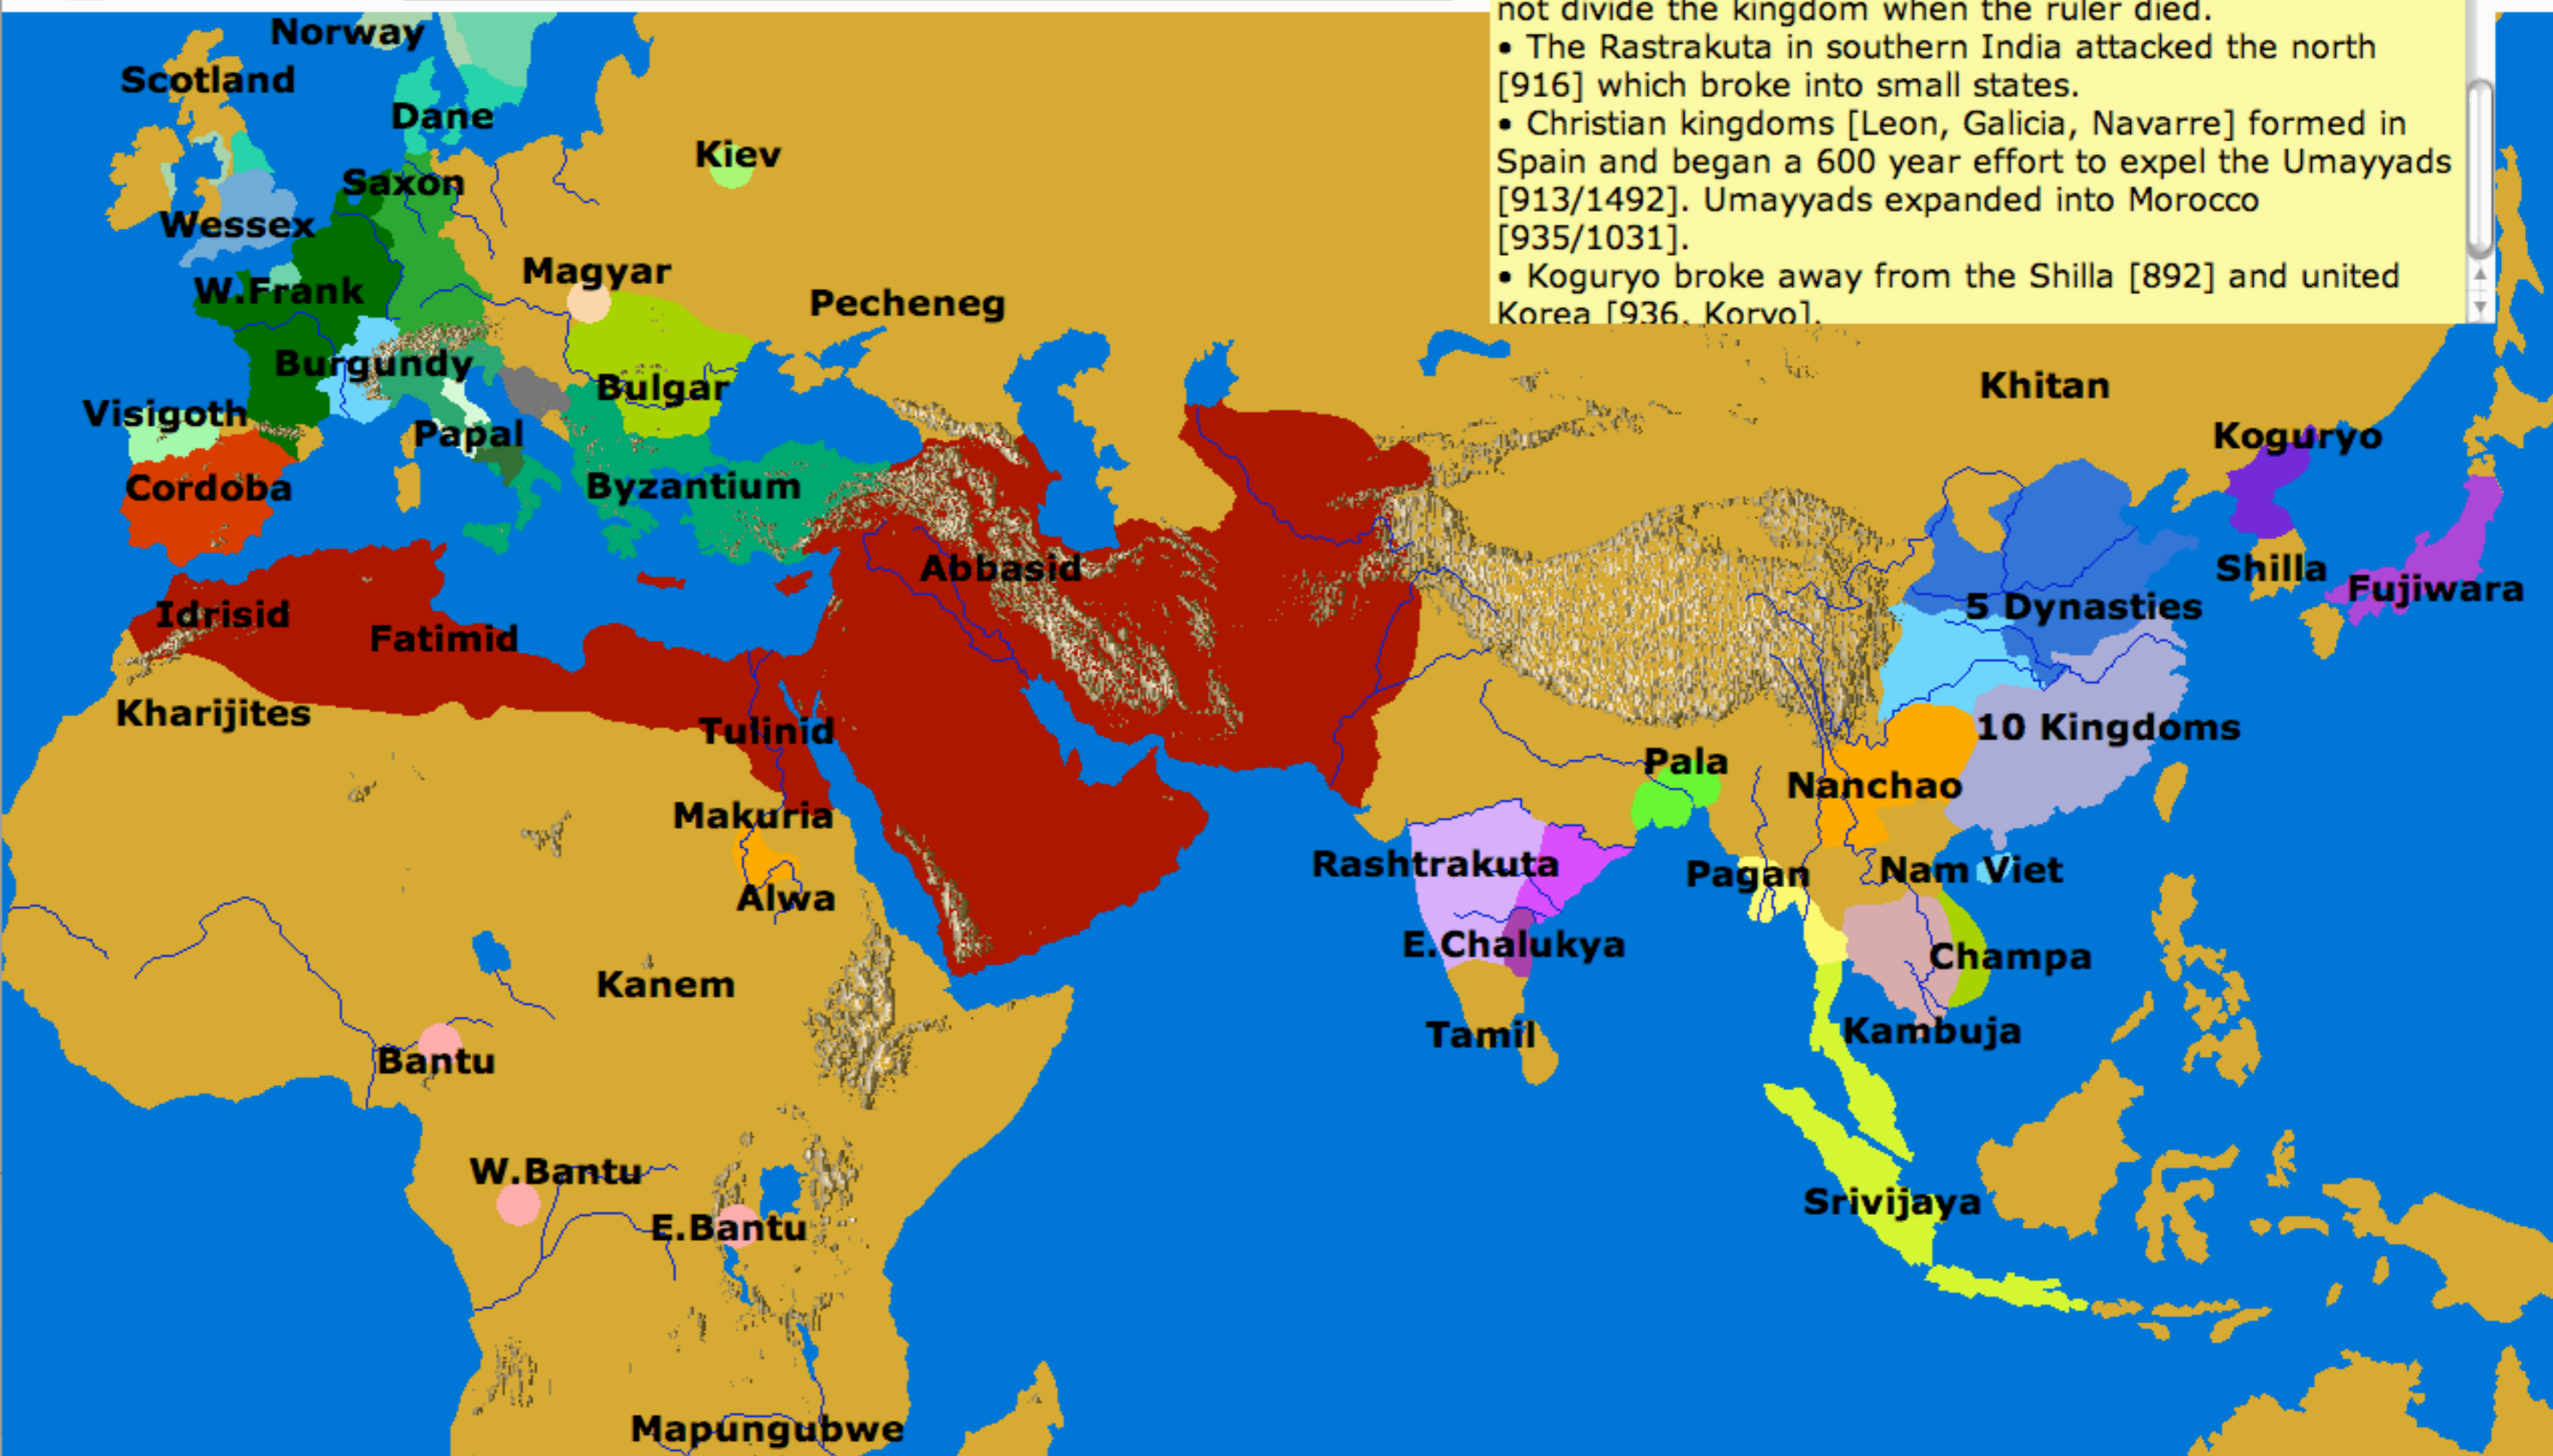 not divide the kingdom when the ruler died.
• The Rastrakuta in southern India attacked the north
[916] which broke into small states.
• Christian kingdoms [Leon, Galicia, Navarre] formed in
Spain and began a 600 year effort to expel the Umayyads
[913/1492]. Umayyads expanded into Morocco
[935/1031].
• Koguryo broke away from the Shilla [892] and united
Korea [936, Koryo].
Norway
Scotland
Dane
Kiev
Saxon
Wessex
Magyar
W.Frank
Pecheneg
Burgundy
Bulgar
Khitan
Visigoth
Papal
Koguryo
Cordoba
Byzantium
Abbasid
Shilla
Fujiwara
5 Dynasties
Idrisid
Fatimid
Kharijites
Tulinid
10 Kingdoms
Pala
Nanchao
Makuria
Rashtrakuta
Pagan
Nam Viet
Alwa
E.Chalukya
Champa
Kanem
Tamil
Kambuja
Bantu
W.Bantu
E.Bantu
Srivijaya
Mapungubwe